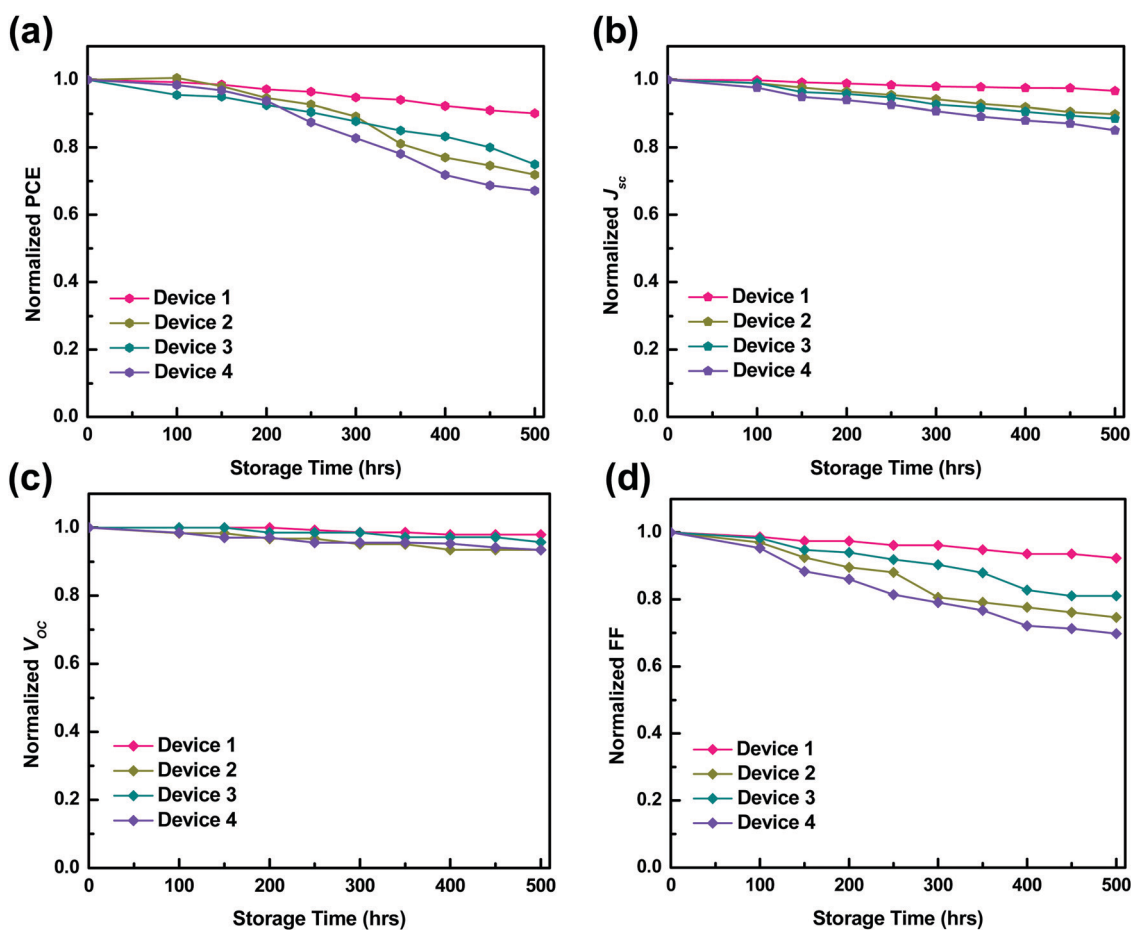 (a)
1.0
0.8
0.6
0.4
0.2
0.0
Normalized PCE
Device 1
Device 2
Device 3
Device 4
0 100 200 300 400 500
Storage Time (hrs)
(b)
1.0
0.8
0.6
0.4
0.2
0.0
Normalized Jsc
Device 1
Device 2
Device 3
Device 4
0 100 200 300 400 500
Storage Time (hrs)
(c)
1.0
0.8
0.6
0.4
0.2
0.0
Normalized VOC
Device 1
Device 2
Device 3
Device 4
0 100 200 300 400 500
Storage Time (hrs)
(d)
1.0
0.8
0.6
0.4
0.2
0.0
Normalized FF
Device 1
Device 2
Device 3
Device 4
0 100 200 300 400 500
Storage Time (hrs)